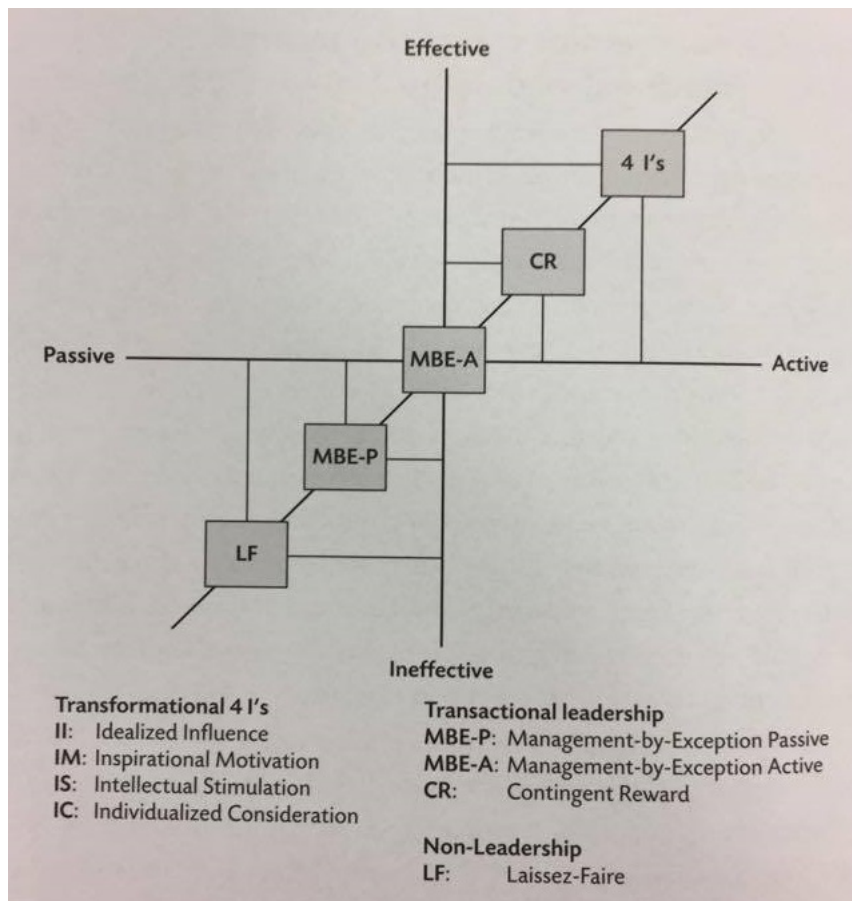 Effective
4 I's
CR
Passive
MBE-A
Active
MBE-P
LF
Ineffective
Transformational 4 I's
II: Idealized Influence
IM: Inspirational Motivation
IS: Intellectual Stimulation
IC: Individualized Consideration
Transactional leadership
MBE-P: Management-by-Exception Passive
MBE-A: Management-by-Exception Active
CR: Contingent Reward
Non-Leadership
LF: Laissez-Faire